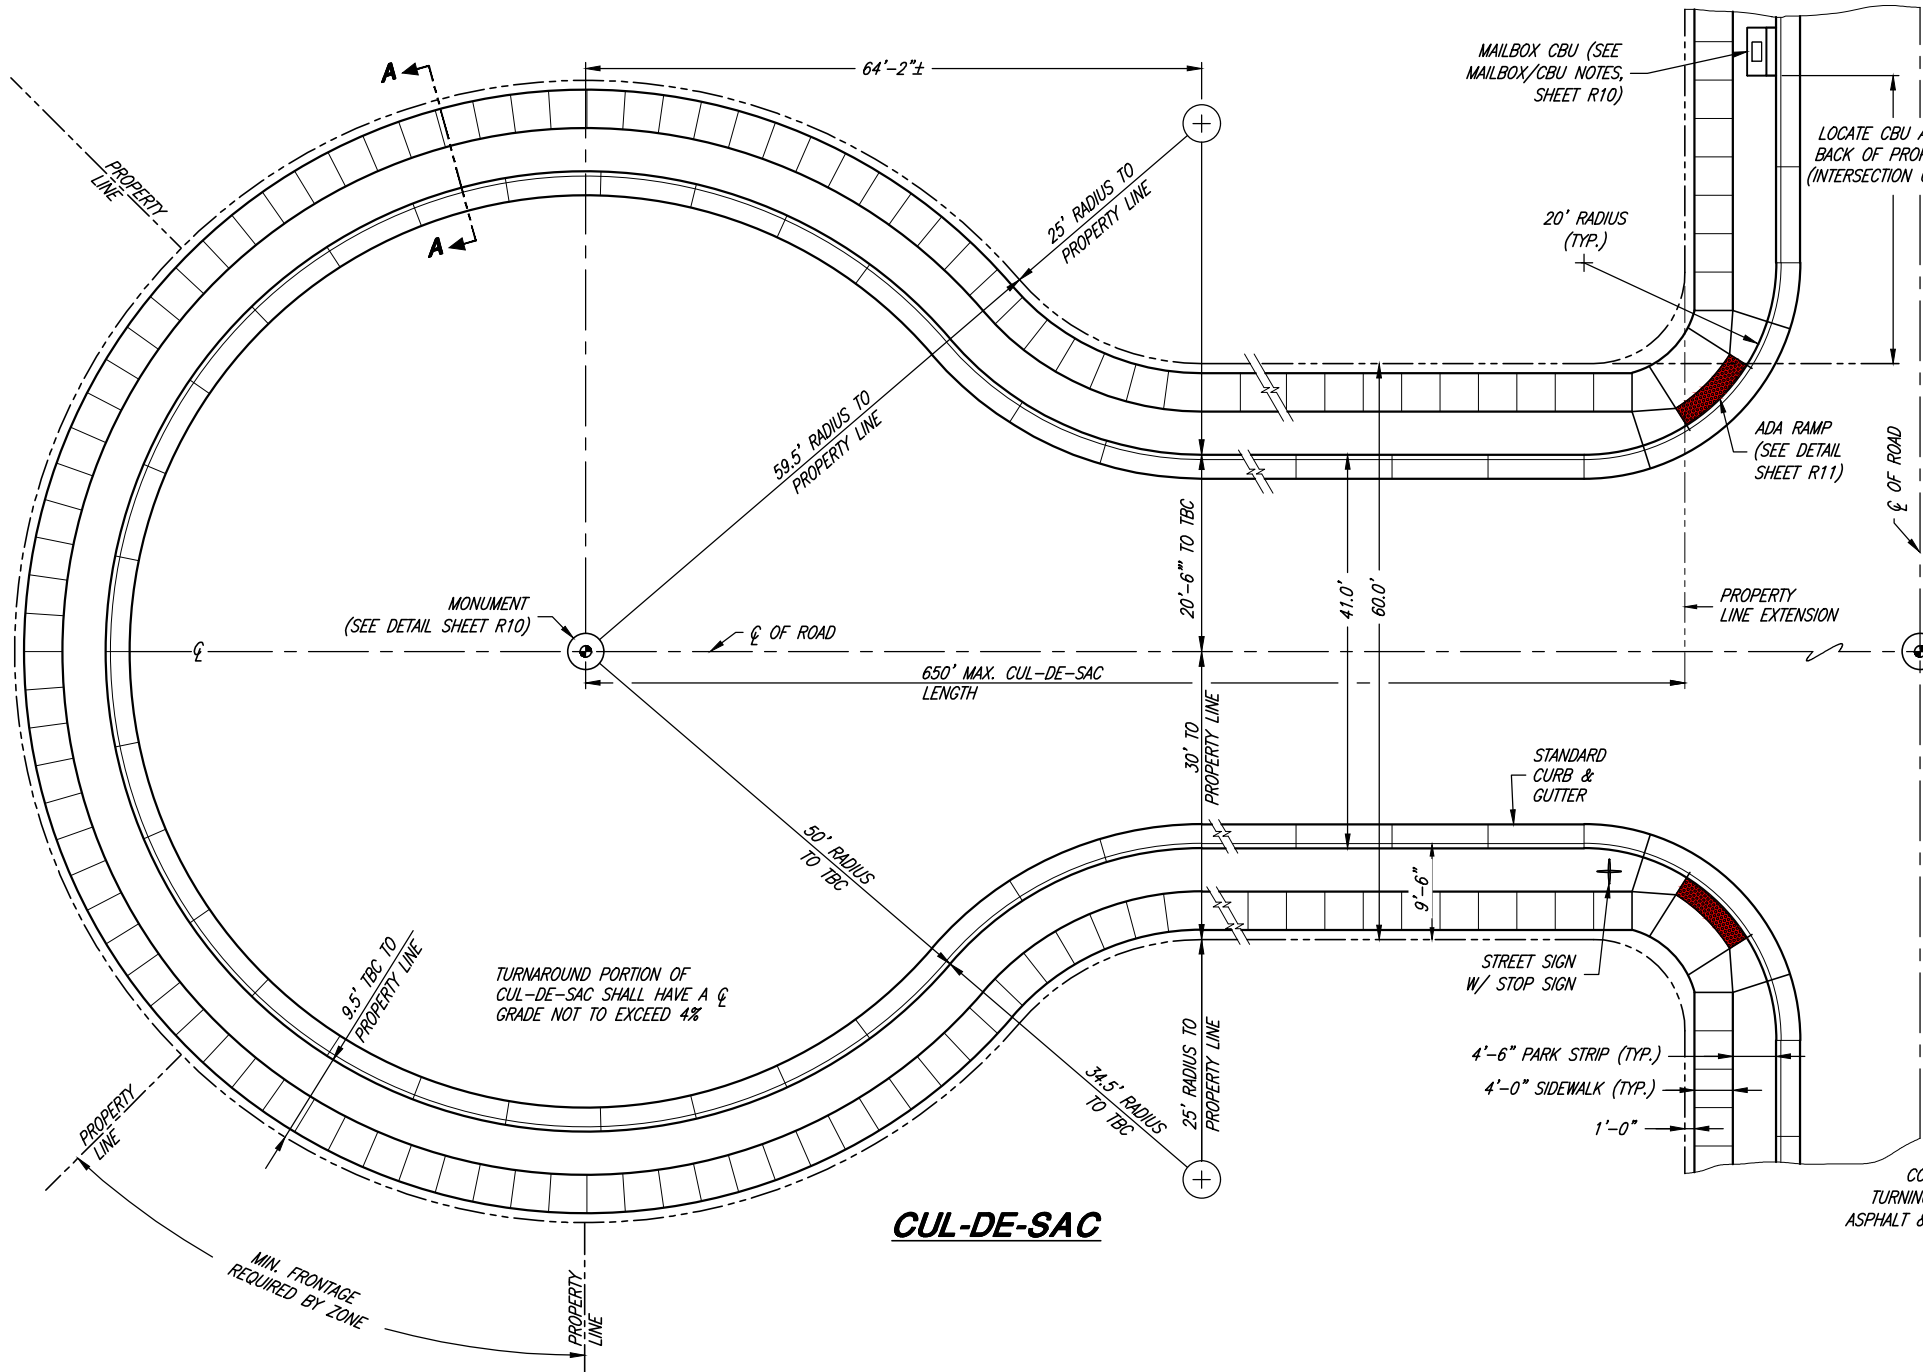 A
A
64'-2"±
MAILBOX CBU (SEE
MAILBOX/CBU NOTES,
SHEET R10)
LOCATE CBU
BACK OF
(INTERSECTION
PROPERTY
LINE
25' RADIUS TO
PROPERTY LINE
20' RADIUS
(TYP.)
59.5' RADIUS TO
PROPERTY LINE
ADA RAMP
(SEE DETAIL
SHEET R11)
℄ OF ROAD
20'-6"' TO TBC
41.0'
60.0'
MONUMENT
(SEE DETAIL SHEET R10)
℄
℄ OF ROAD
PROPERTY
LINE EXTENSION
650' MAX. CUL-DE-SAC
LENGTH
30' TO
PROPERTY LINE
STANDARD
CURB &
GUTTER
50' RADIUS
TO TBC
9'-6"
9.5' TBC TO
PROPERTY LINE
TURNAROUND PORTION OF
CUL-DE-SAC SHALL HAVE A ℄
GRADE NOT TO EXCEED 4%
STREET SIGN
W/ STOP SIGN
34.5' RADIUS
TO TBC
25' RADIUS TO
PROPERTY LINE
4'-6" PARK STRIP (TYP.)
4'-0" SIDEWALK (TYP.)
1'-0"
PROPERTY
LINE
TURNING
ASPHALT &
CUL-DE-SAC
MIN. FRONTAGE
REQUIRED BY ZONE
PROPERTY
LINE